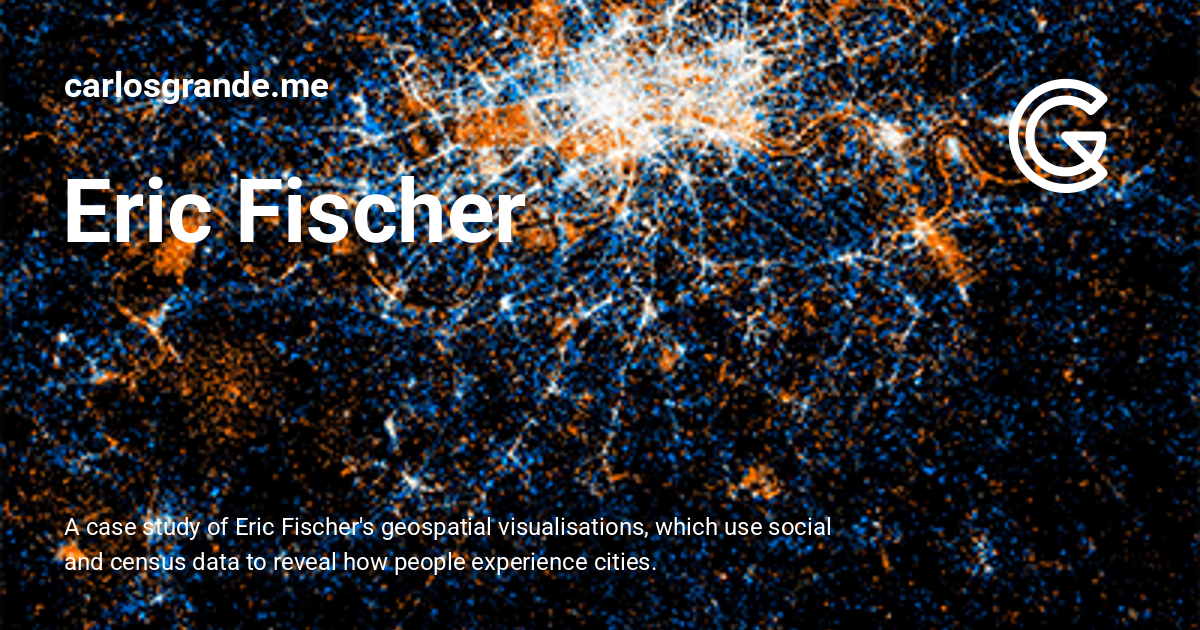 carlosgrande.me
Eric Fischer
A case study of Eric Fischer's geospatial visualisations, which use social
and census data to reveal how people experience cities.